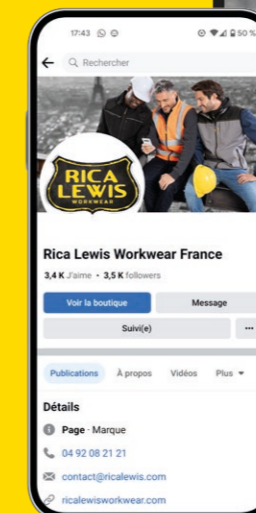 17:43
50 %
Rechercher
RICA
LEWIS
WORKWEAR
Rica Lewis Workwear France
3,4 K J'aime • 3,5 K followers
Voir la boutique
Message
Suivi(e)
Publications
À propos
Vidéos
Plus
Détails
Page · Marque
04 92 08 21 21
contact@ricalewis.com
ricalewisworkwear.com